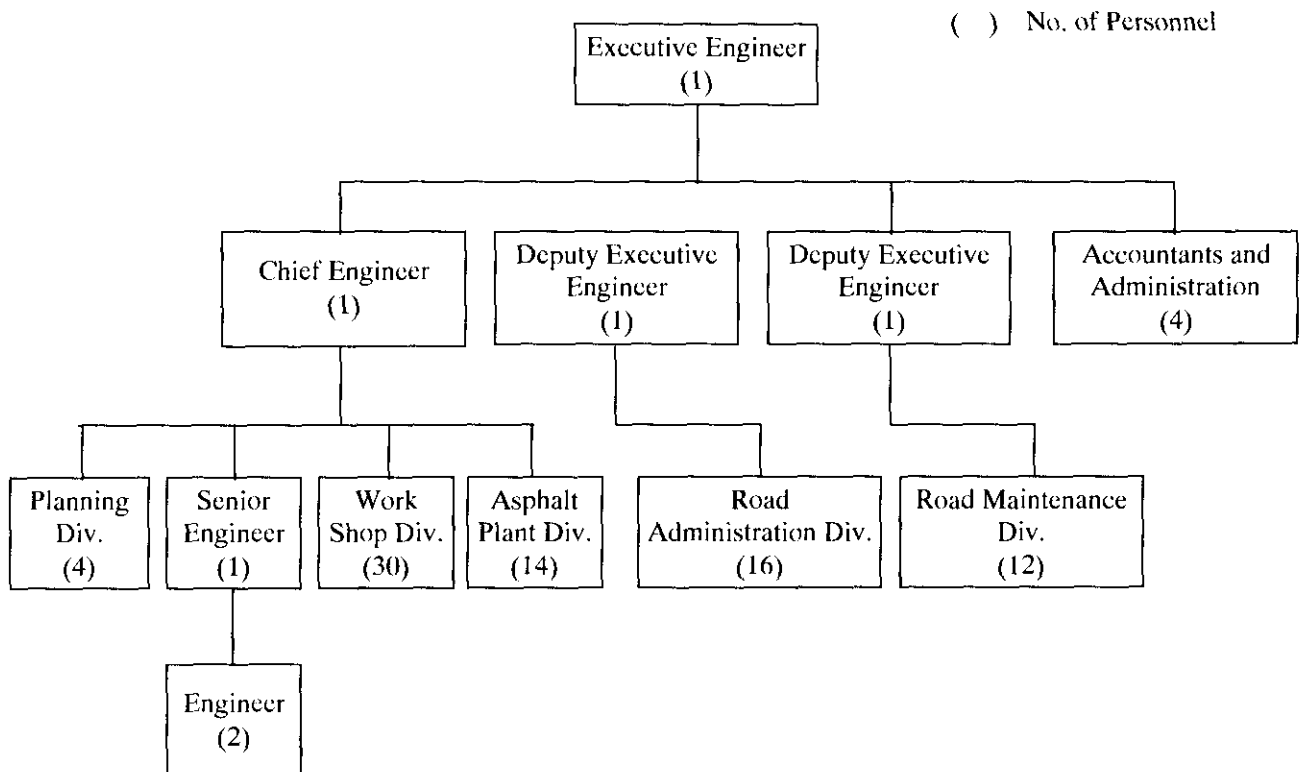 ( ) No. of Personnel
Executive Engineer
(1)
Chief Engineer
(1)
Deputy Executive
Engineer
(1)
Deputy Executive
Engineer
(1)
Accountants and
Administration
(4)
Planning
Div.
(4)
Senior
Engineer
(1)
Work
Shop Div.
(30)
Asphalt
Plant Div.
(14)
Road
Administration Div.
(16)
Road Maintenance
Div.
(12)
Engineer
(2)